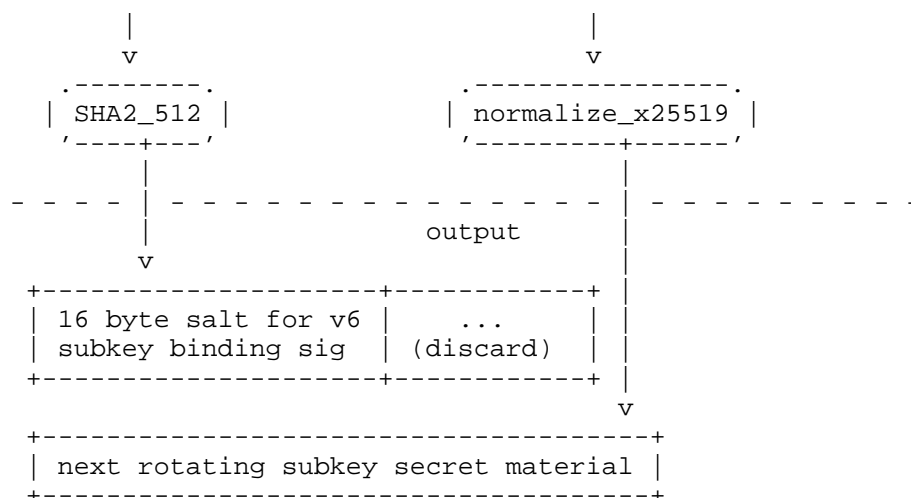 SHA2_512
normalize_x25519
output
16 byte salt for v6 ...
subkey binding sig (discard)
next rotating subkey secret material